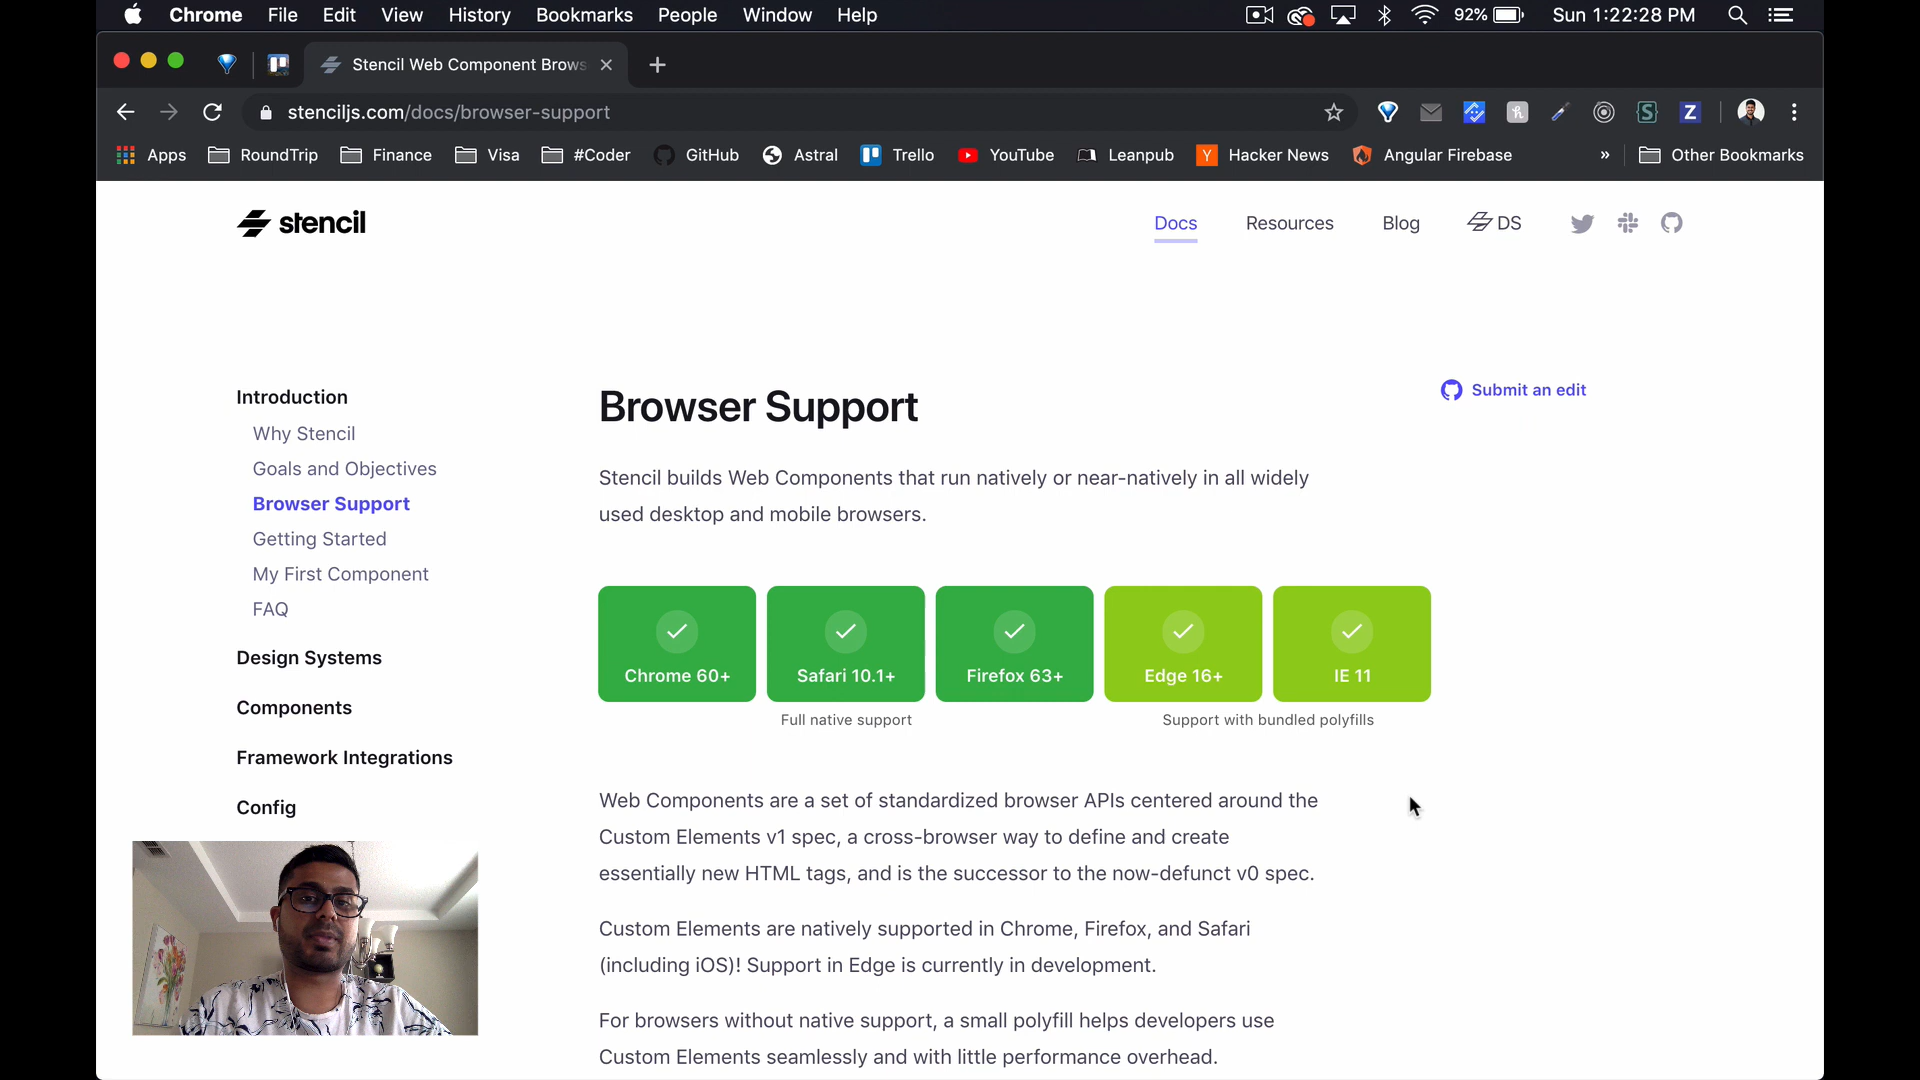 Chrome File Edit View History Bookmarks People Window Help 92% Sun 1:22:28 PM
Stencil Web Component Brows
stenciljs.com/docs/browser-support
Apps RoundTrip Finance Visa #Coder GitHub Astral Trello YouTube Leanpub Hacker News Angular Firebase » Other Bookmarks
stencil Docs Resources Blog DS
Introduction
Why Stencil
Goals and Objectives
Browser Support
Getting Started
My First Component
FAQ
Design Systems
Components
Framework Integrations
Config
Browser Support
Submit an edit
Stencil builds Web Components that run natively or near-natively in all widely
used desktop and mobile browsers.
Chrome 60+ Safari 10.1+ Firefox 63+ Edge 16+ IE 11
Full native support Support with bundled polyfills
Web Components are a set of standardized browser APIs centered around the
Custom Elements v1 spec, a cross-browser way to define and create
essentially new HTML tags, and is the successor to the now-defunct v0 spec.
Custom Elements are natively supported in Chrome, Firefox, and Safari
(including iOS)! Support in Edge is currently in development.
For browsers without native support, a small polyfill helps developers use
Custom Elements seamlessly and with little performance overhead.